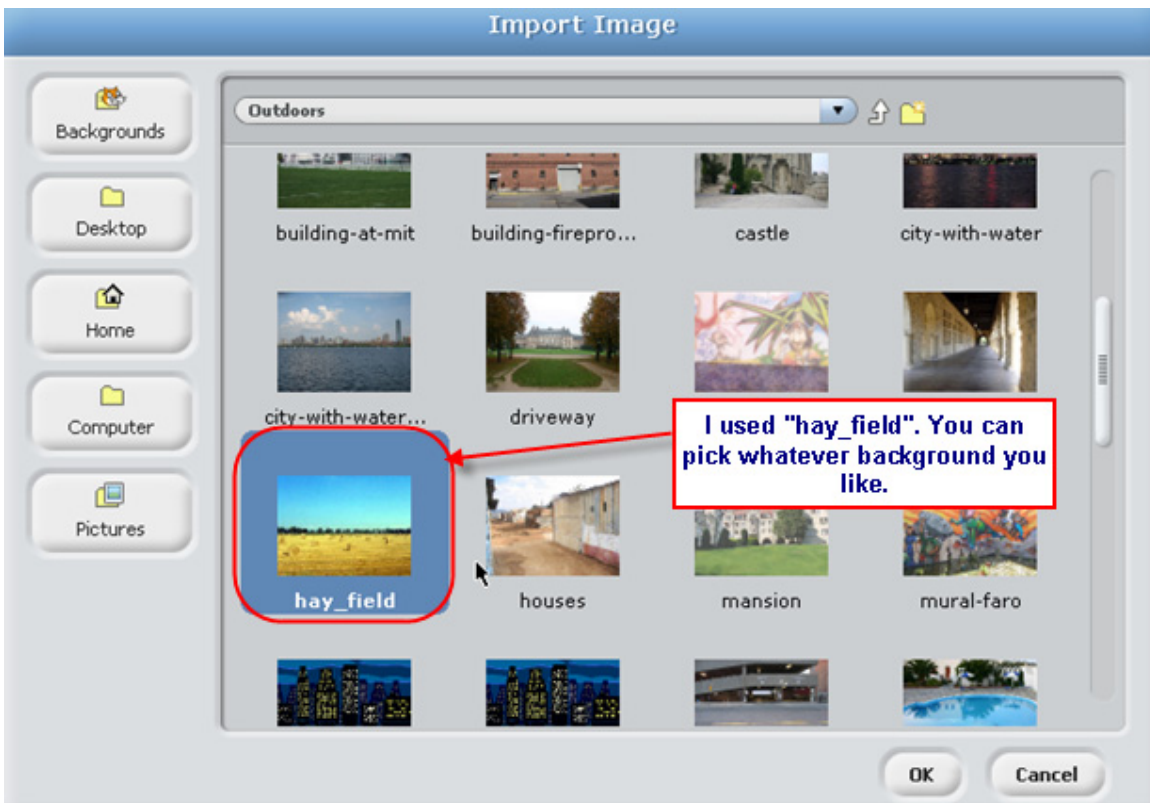 Import Image
Backgrounds
Desktop
Home
Computer
Pictures
Outdoors
building-at-mit
building-firepro...
castle
city-with-water
city-with-water...
driveway
I used "hay_field". You can
pick whatever background you
like.
hay_field
houses
mansion
mural-faro
OK
Cancel